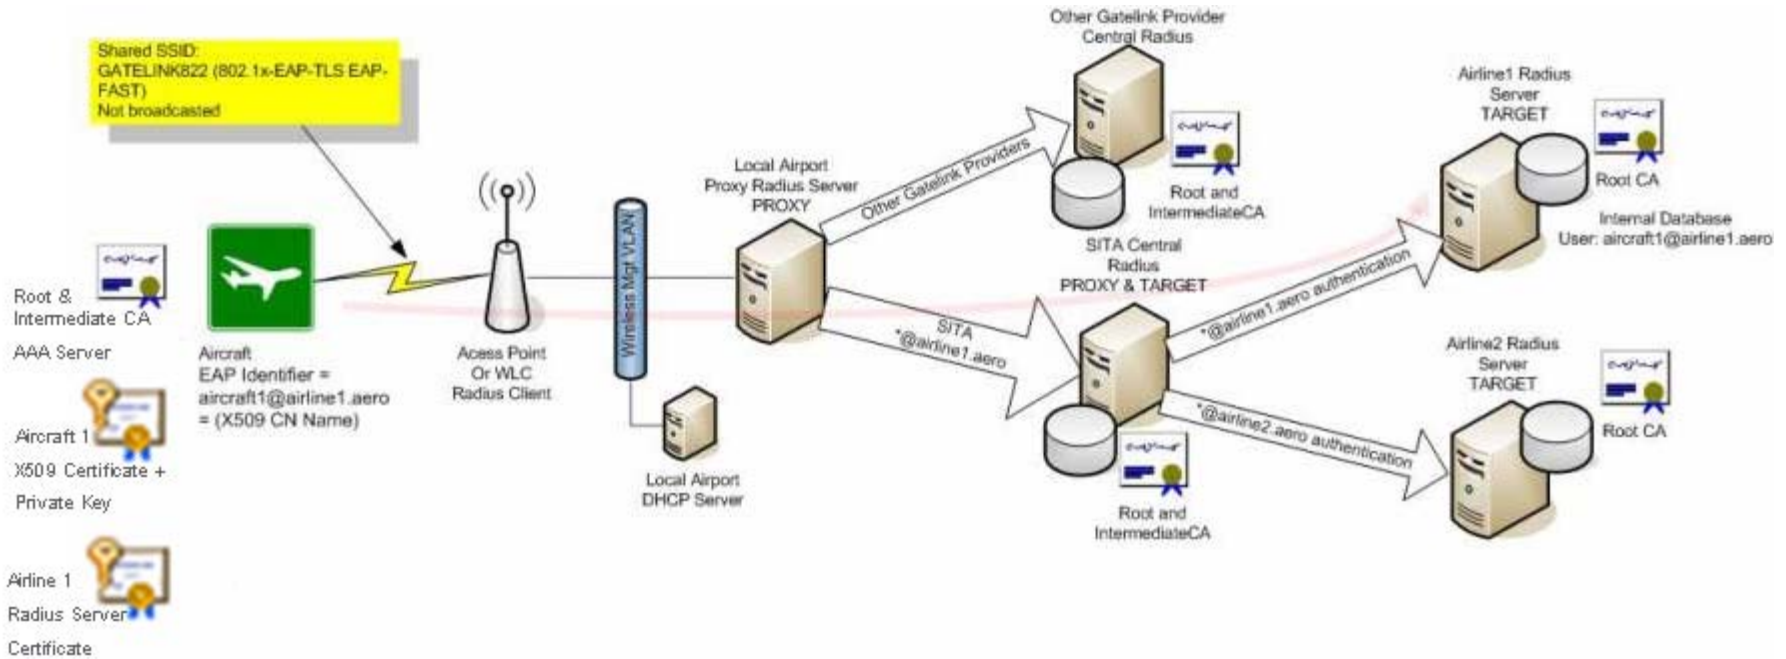 Shared SSID:
GATELINK822 (802.1x-EAP-TLS EAP-
FAST)
Not broadcasted
Other Gatelink Provider
Central Radius
Root and
IntermediateCA
Airline1 Radius
Server
TARGET
Root CA
Internal Database
User: aircraft1@airline1.aero
Local Airport
Proxy Radius Server
PROXY
Other Gatelink Providers
Wireless Mgt VLAN
SITA Central
Radius
PROXY & TARGET
SITA
*@airline1.aero
*@airline1.aero authentication
*@airline2.aero authentication
Root &
Intermediate CA
AAA Server
Aircraft
EAP Identifier =
aircraft1@airline1.aero
= (X509 CN Name)
Acess Point
Or WLC
Radius Client
Airline2 Radius
Server
TARGET
Root CA
Aircraft 1
X509 Certificate +
Private Key
Local Airport
DHCP Server
Root and
IntermediateCA
Airline 1
Radius Server
Certificate